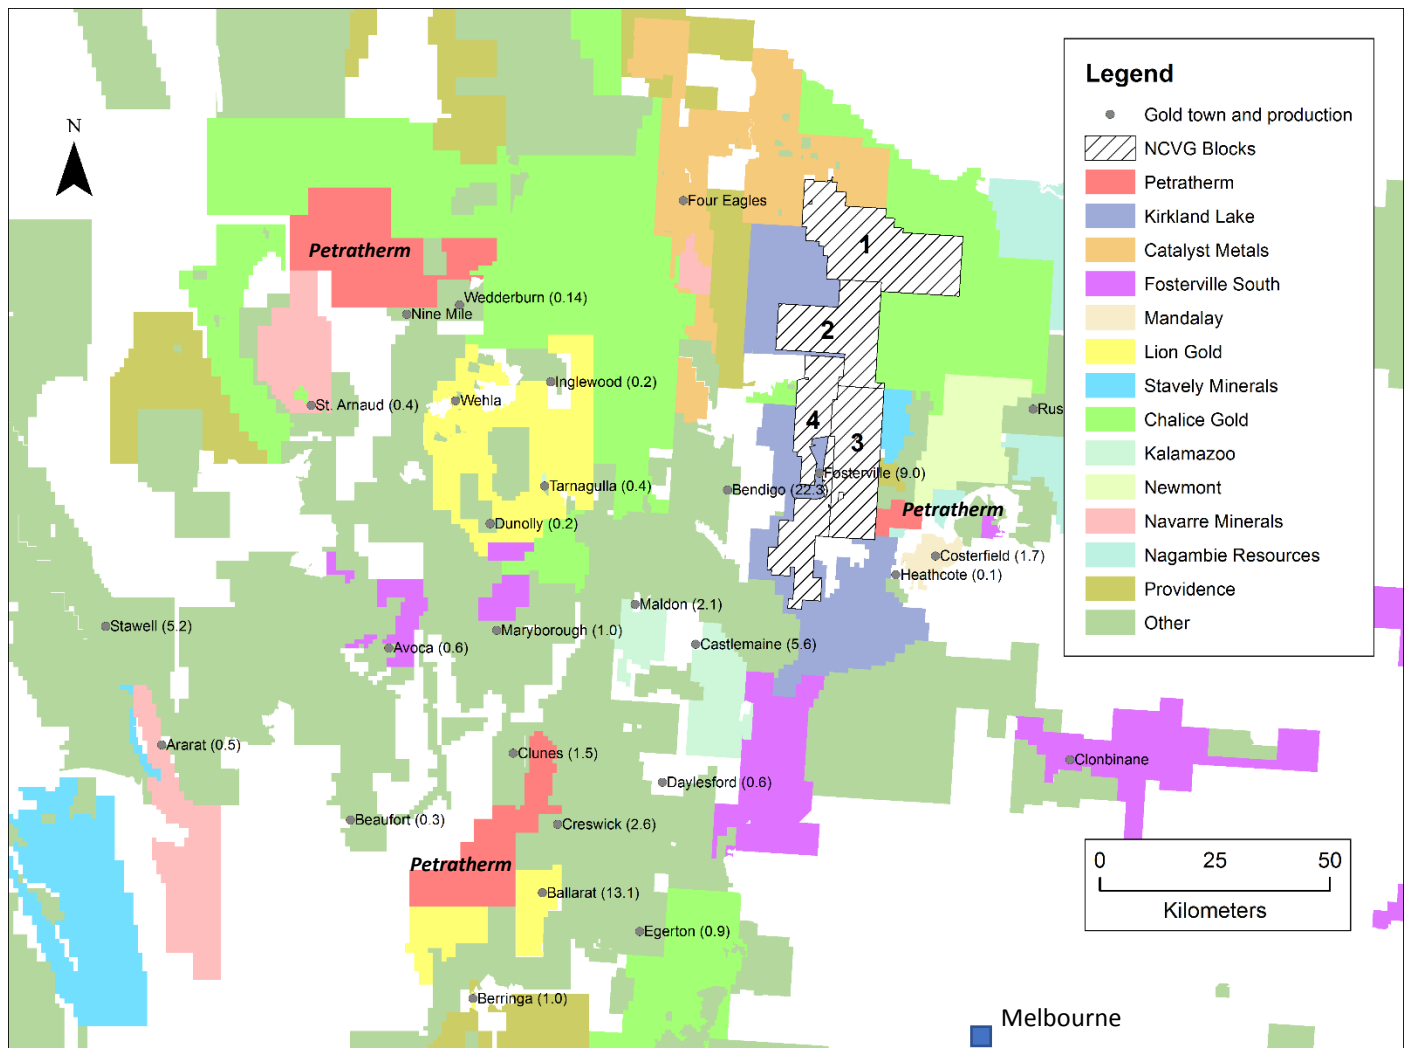 N
Petratherm
Four Eagles
1
Wedderburn (0.14)
Nine Mile
2
Inglewood (0.2)
Wehla
St. Arnaud (0.4)
4
3
Rus
Fosterville (9.0)
Tarnagulla (0.4)
Bendigo (22.3)
Petratherm
Dunolly (0.2)
Costerfield (1.7)
Heathcote (0.1)
Maldon (2.1)
Stawell (5.2)
Maryborough (1.0)
Avoca (0.6)
Castlemaine (5.6)
Ararat (0.5)
Clunes (1.5)
Clonbinane
Daylesford (0.6)
Beaufort (0.3)
Creswick (2.6)
Petratherm
Ballarat (13.1)
Egerton (0.9)
Berringa (1.0)
Melbourne
Legend
Gold town and production
NCVG Blocks
Petratherm
Kirkland Lake
Catalyst Metals
Fosterville South
Mandalay
Lion Gold
Stavely Minerals
Chalice Gold
Kalamazoo
Newmont
Navarre Minerals
Nagambie Resources
Providence
Other
0 25 50
Kilometers